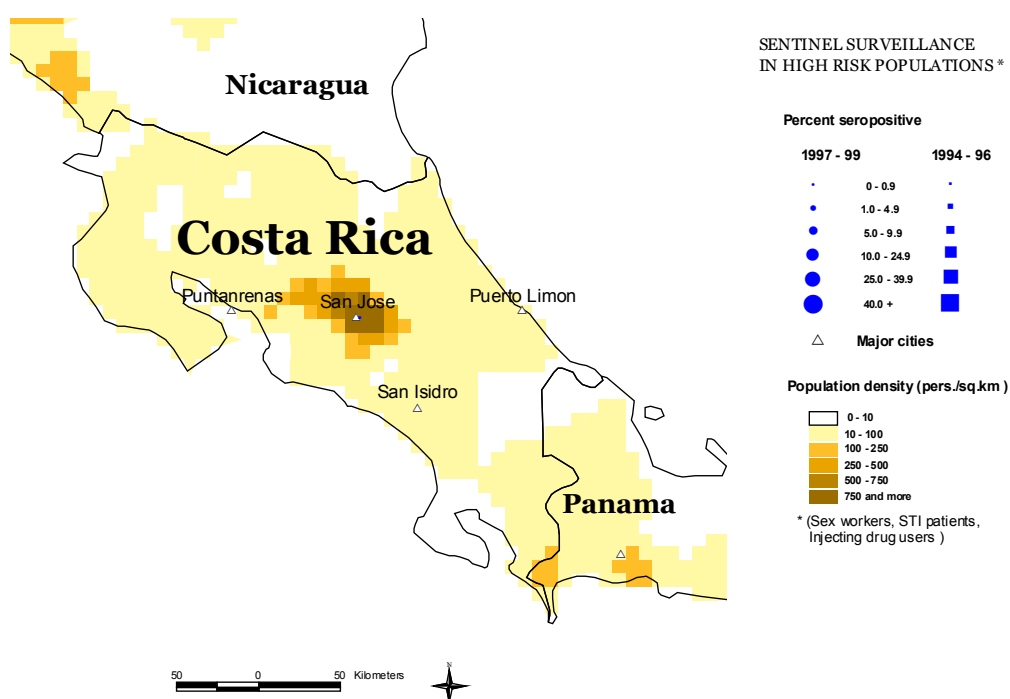 Nicaragua
Costa Rica
Puntanrenas
San Jose
Puerto Limon
San Isidro
Panama
50 0 50 Kilometers
N
SENTINEL SURVEILLANCE
IN HIGH RISK POPULATIONS *
Percent seropositive
1997 - 99 1994 - 96
0 - 0.9
1.0 - 4.9
5.0 - 9.9
10.0 - 24.9
25.0 - 39.9
40.0 +
Major cities
Population density (pers./sq.km )
0 - 10
10 - 100
100 - 250
250 - 500
500 - 750
750 and more
* (Sex workers, STI patients,
Injecting drug users )